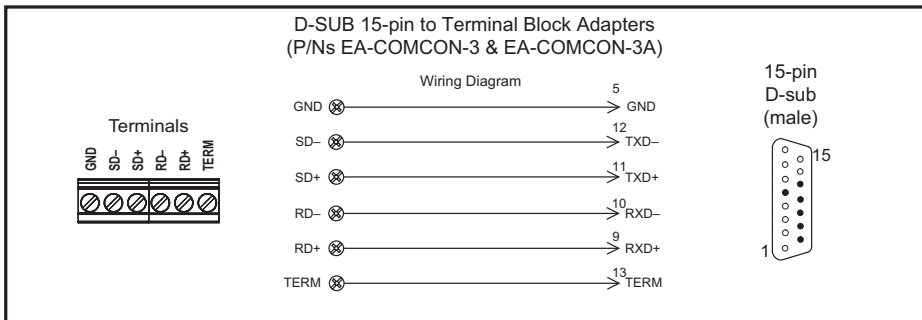 D-SUB 15-pin to Terminal Block Adapters
(P/Ns EA-COMCON-3 & EA-COMCON-3A)
Terminals
GND
SD–
SD+
RD–
RD+
TERM
Wiring Diagram
GND 5 GND
SD– 12 TXD–
SD+ 11 TXD+
RD– 10 RXD–
RD+ 9 RXD+
TERM 13 TERM
15-pin
D-sub
(male)
15
1